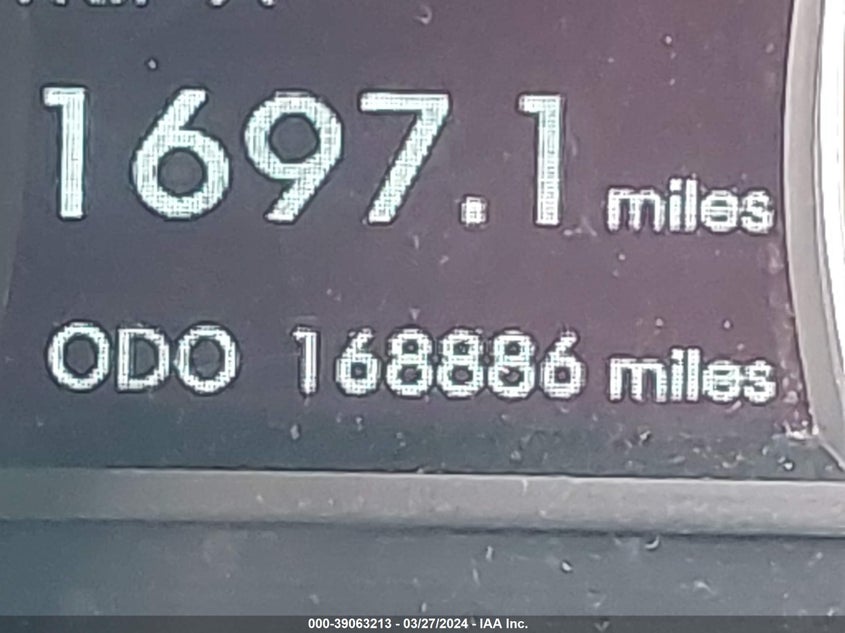 1697.1 miles
ODO 168886 miles
000-39063213 - 03/27/2024 - IAA Inc.